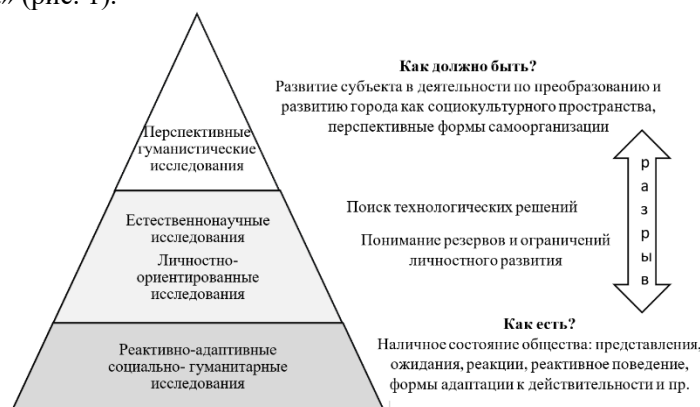 » (рис. 1).
Как должно быть?
Развитие субъекта в деятельности по преобразованию и
развитию города как социокультурного пространства,
перспективные формы самоорганизации
Перспективные
гуманистические
исследования
Поиск технологических решений
Понимание резервов и ограничений
личностного развития
Естественнонаучные
исследования
Личностно-
ориентированные
исследования
разрыв
Как есть?
Наличное состояние общества: представления,
ожидания, реакции, реактивное поведение,
формы адаптации к действительности и пр.
Реактивно-адаптивные
социально- гуманитарные
исследования